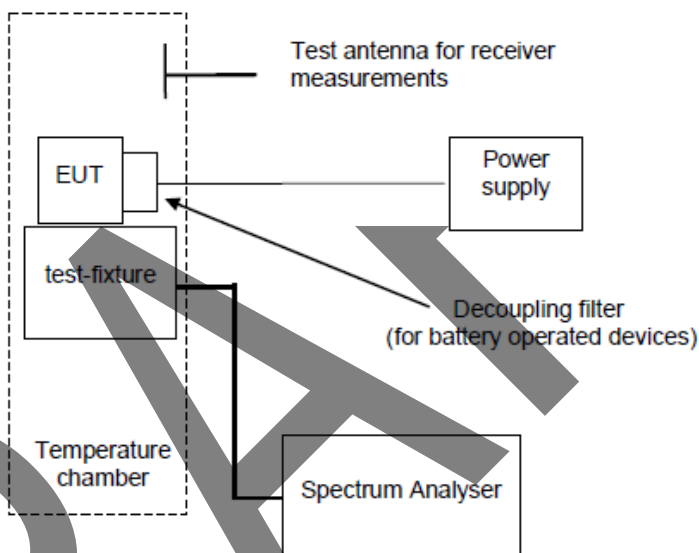 Test antenna for receiver
measurements
EUT
Power
supply
test-fixture
Decoupling filter
(for battery operated devices)
Temperature
chamber
Spectrum Analyser